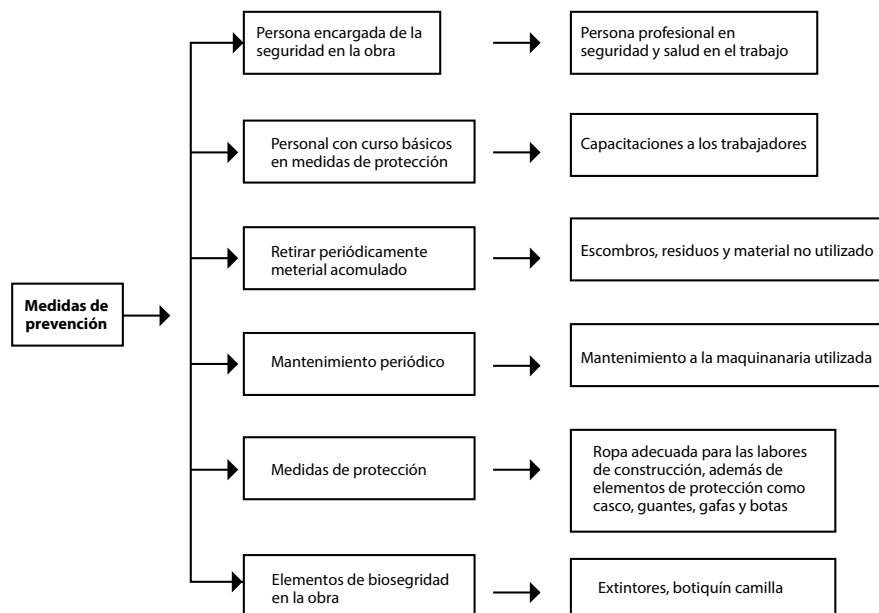 Persona encargada de la
seguridad en la obra
Persona profesional en
seguridad y salud en el trabajo
Personal con curso básicos
en medidas de protección
Capacitaciones a los trabajadores
Retirar periódicamente
meterial acumulado
Escombros, residuos y material no utilizado
Medidas de
prevención
Mantenimiento periódico
Mantenimiento a la maquinanaria utilizada
Medidas de protección
Ropa adecuada para las labores
de construcción, además de
elementos de protección como
casco, guantes, gafas y botas
Elementos de biosegridad
en la obra
Extintores, botiquín camilla